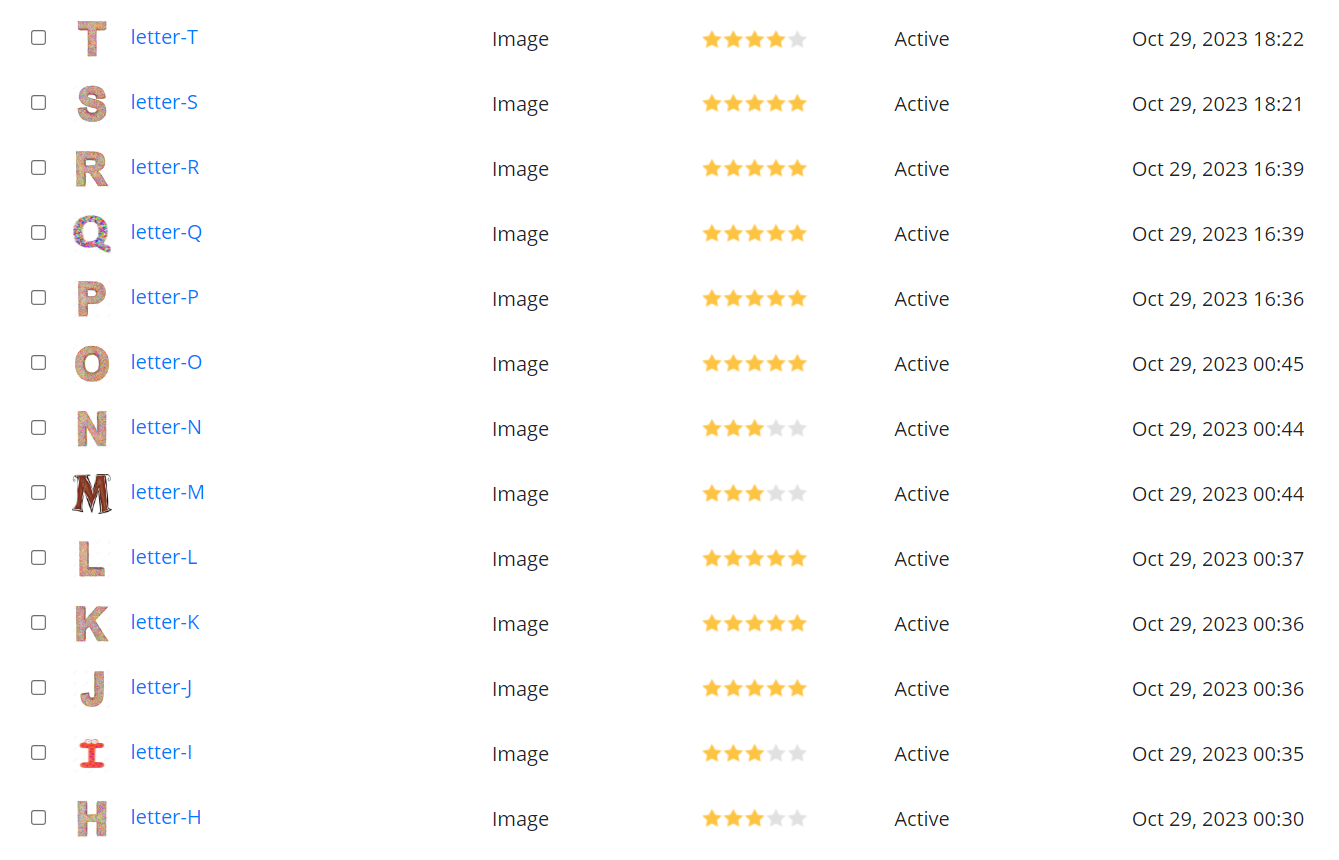 T letter-T Image Active Oct 29, 2023 18:22
S letter-S Image Active Oct 29, 2023 18:21
R letter-R Image Active Oct 29, 2023 16:39
Q letter-Q Image Active Oct 29, 2023 16:39
P letter-P Image Active Oct 29, 2023 16:36
O letter-O Image Active Oct 29, 2023 00:45
N letter-N Image Active Oct 29, 2023 00:44
M letter-M Image Active Oct 29, 2023 00:44
L letter-L Image Active Oct 29, 2023 00:37
K letter-K Image Active Oct 29, 2023 00:36
J letter-J Image Active Oct 29, 2023 00:36
I letter-I Image Active Oct 29, 2023 00:35
H letter-H Image Active Oct 29, 2023 00:30